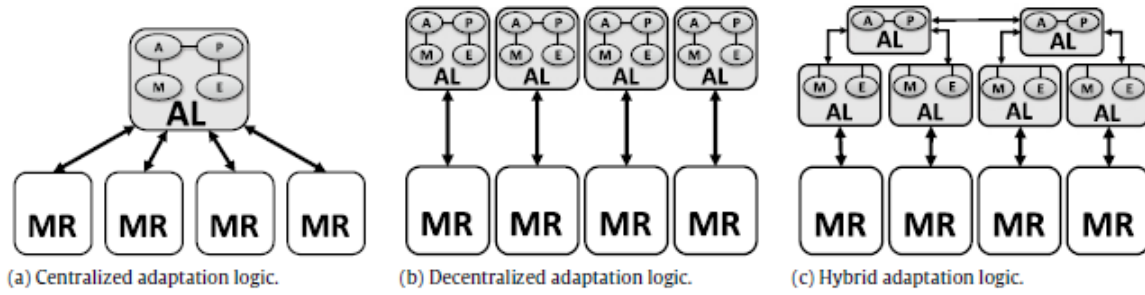 A P A P A P A P A P A P A P
M E M E M E M E M E AL AL
AL AL AL AL AL M E M E M E M E
AL AL AL AL
MR MR MR MR MR MR MR MR MR MR MR MR
(a) Centralized adaptation logic. (b) Decentralized adaptation logic. (c) Hybrid adaptation logic.